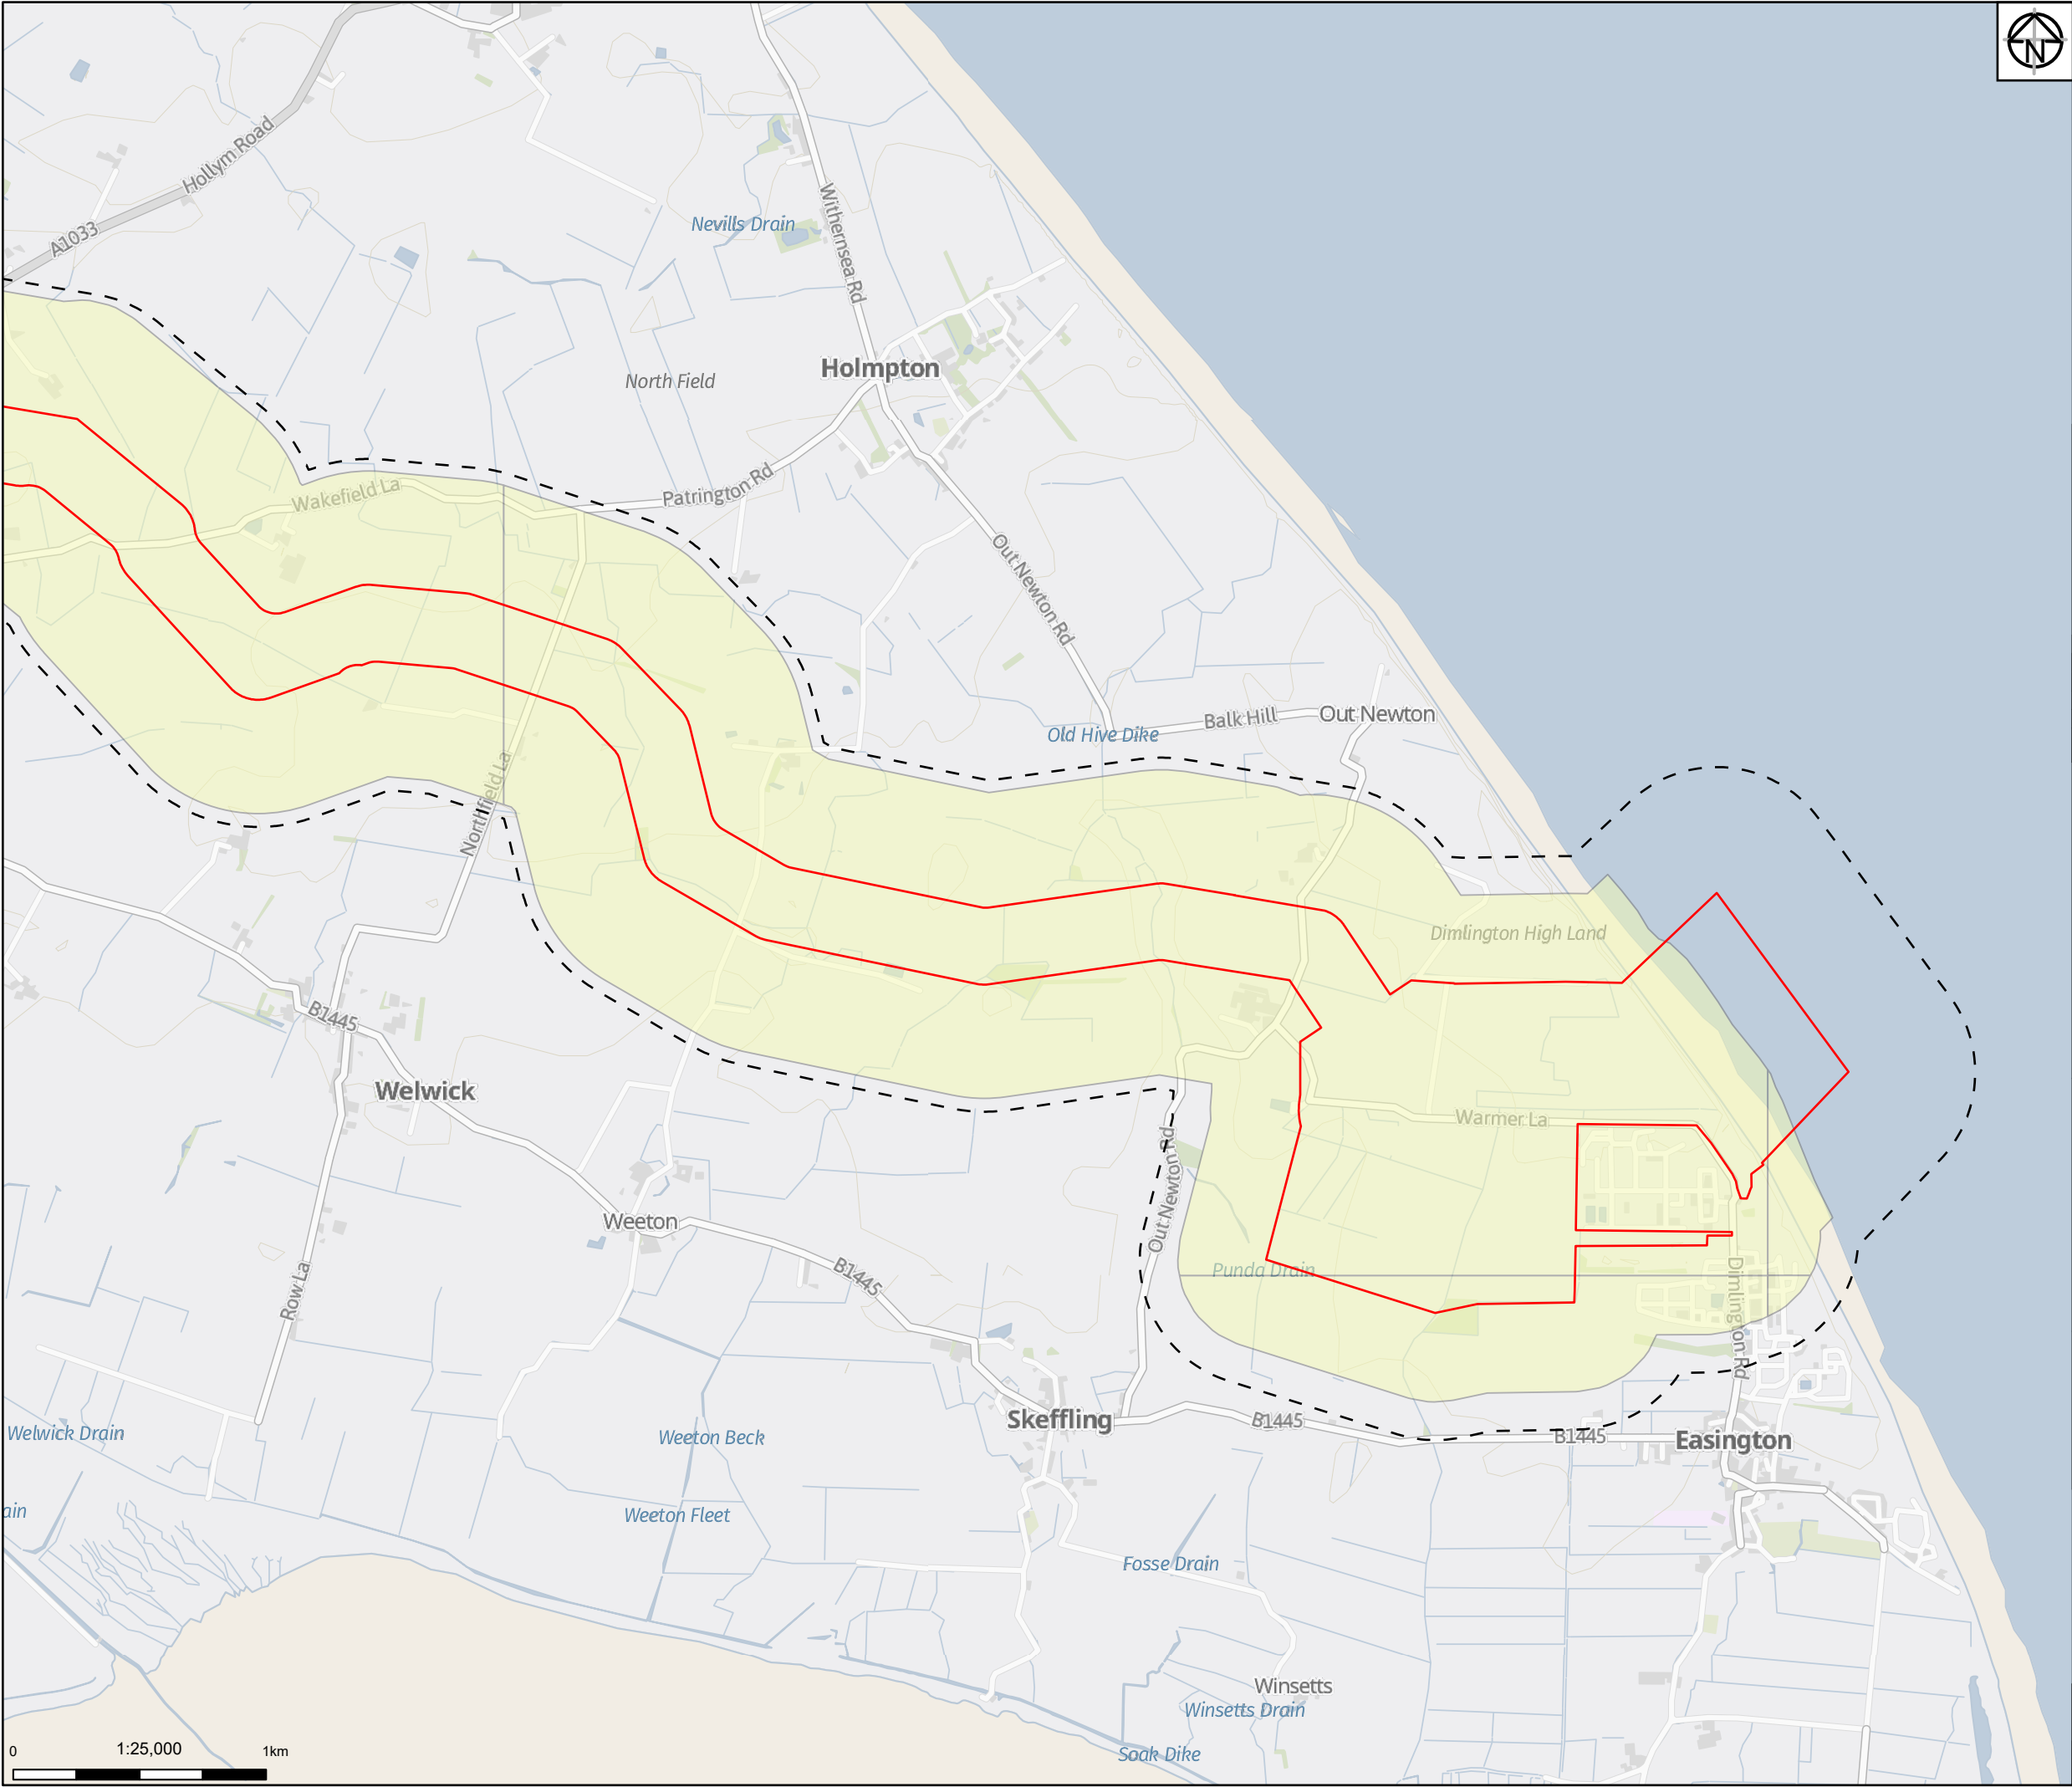 N
Hollym Road
A1033
Nevills Drain
Withernsea Rd
Holmpton
North Field
Wakefield La
Patrington Rd
Out Newton Rd
Out Newton
Balk Hill
Old Hive Dike
Northfield La
Dimlington High Land
B1445
Welwick
Warmer La
Out Newton Rd
Weeton
Punda Drain
B1445
Row La
Dimlington Rd
Skeffling
B1445
B1445
Easington
Welwick Drain
Weeton Beck
ain
Weeton Fleet
Fosse Drain
Winsetts
Winsetts Drain
Soak Dike
0 1:25,000 1km